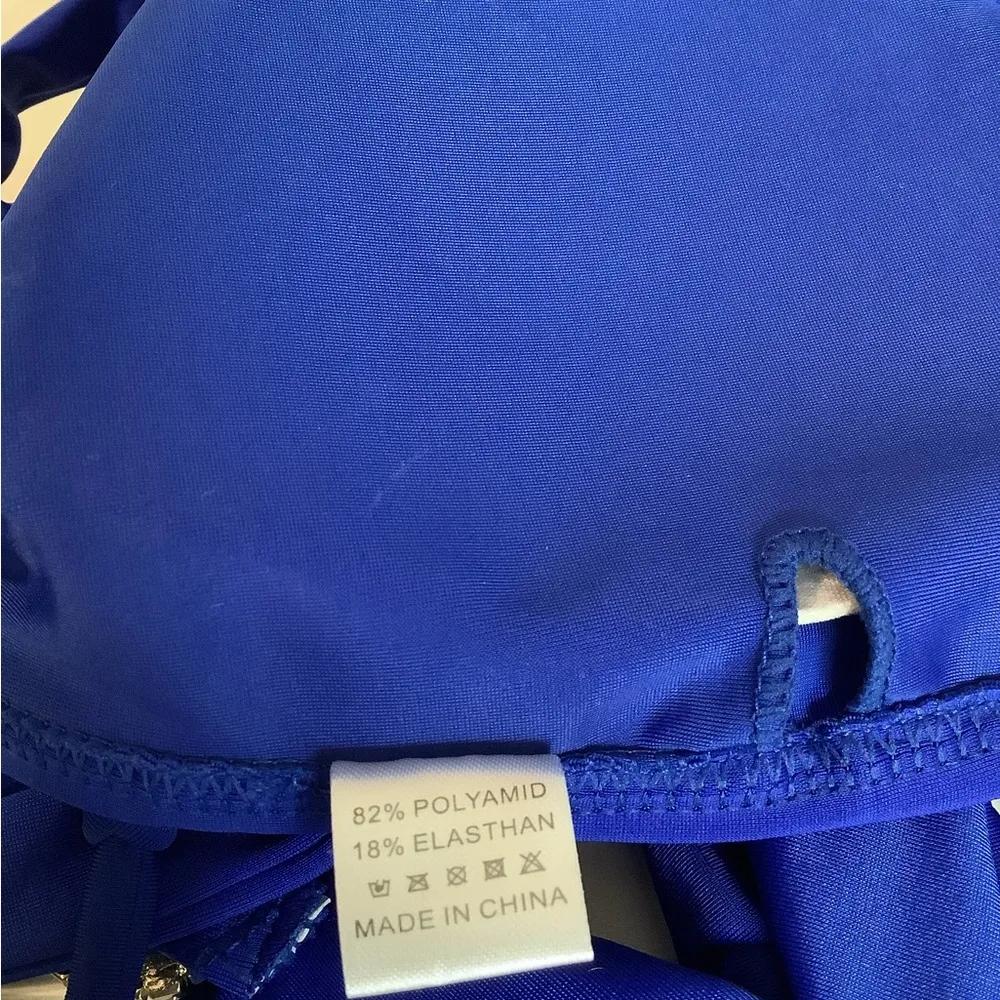 82% POLYAMID
18% ELASTHAN
MADE IN CHINA